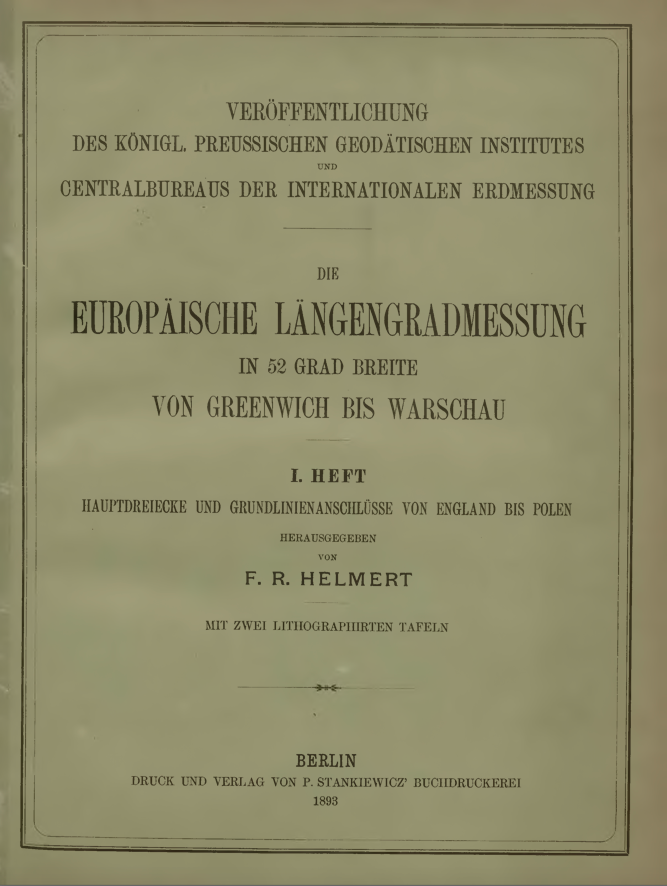 VERÖFFENTLICHUNG
DES KÖNIGL. PREUSSISCHEN GEODÄTISCHEN INSTITUTES
UND
CENTRALBUREAUS DER INTERNATIONALEN ERDMESSUNG
DIE
EUROPÄISCHE LÄNGENGRADMESSUNG
IN 52 GRAD BREITE
VON GREENWICH BIS WARSCHAU
I. HEFT
HAUPTDREIECKE UND GRUNDLINIENANSCHLÜSSE VON ENGLAND BIS POLEN
HERAUSGEGEBEN
VON
F. R. HELMERT
MIT ZWEI LITHOGRAPHIRTEN TAFELN
BERLIN
DRUCK UND VERLAG VON P. STANKIEWICZ' BUCHDRUCKEREI
1893